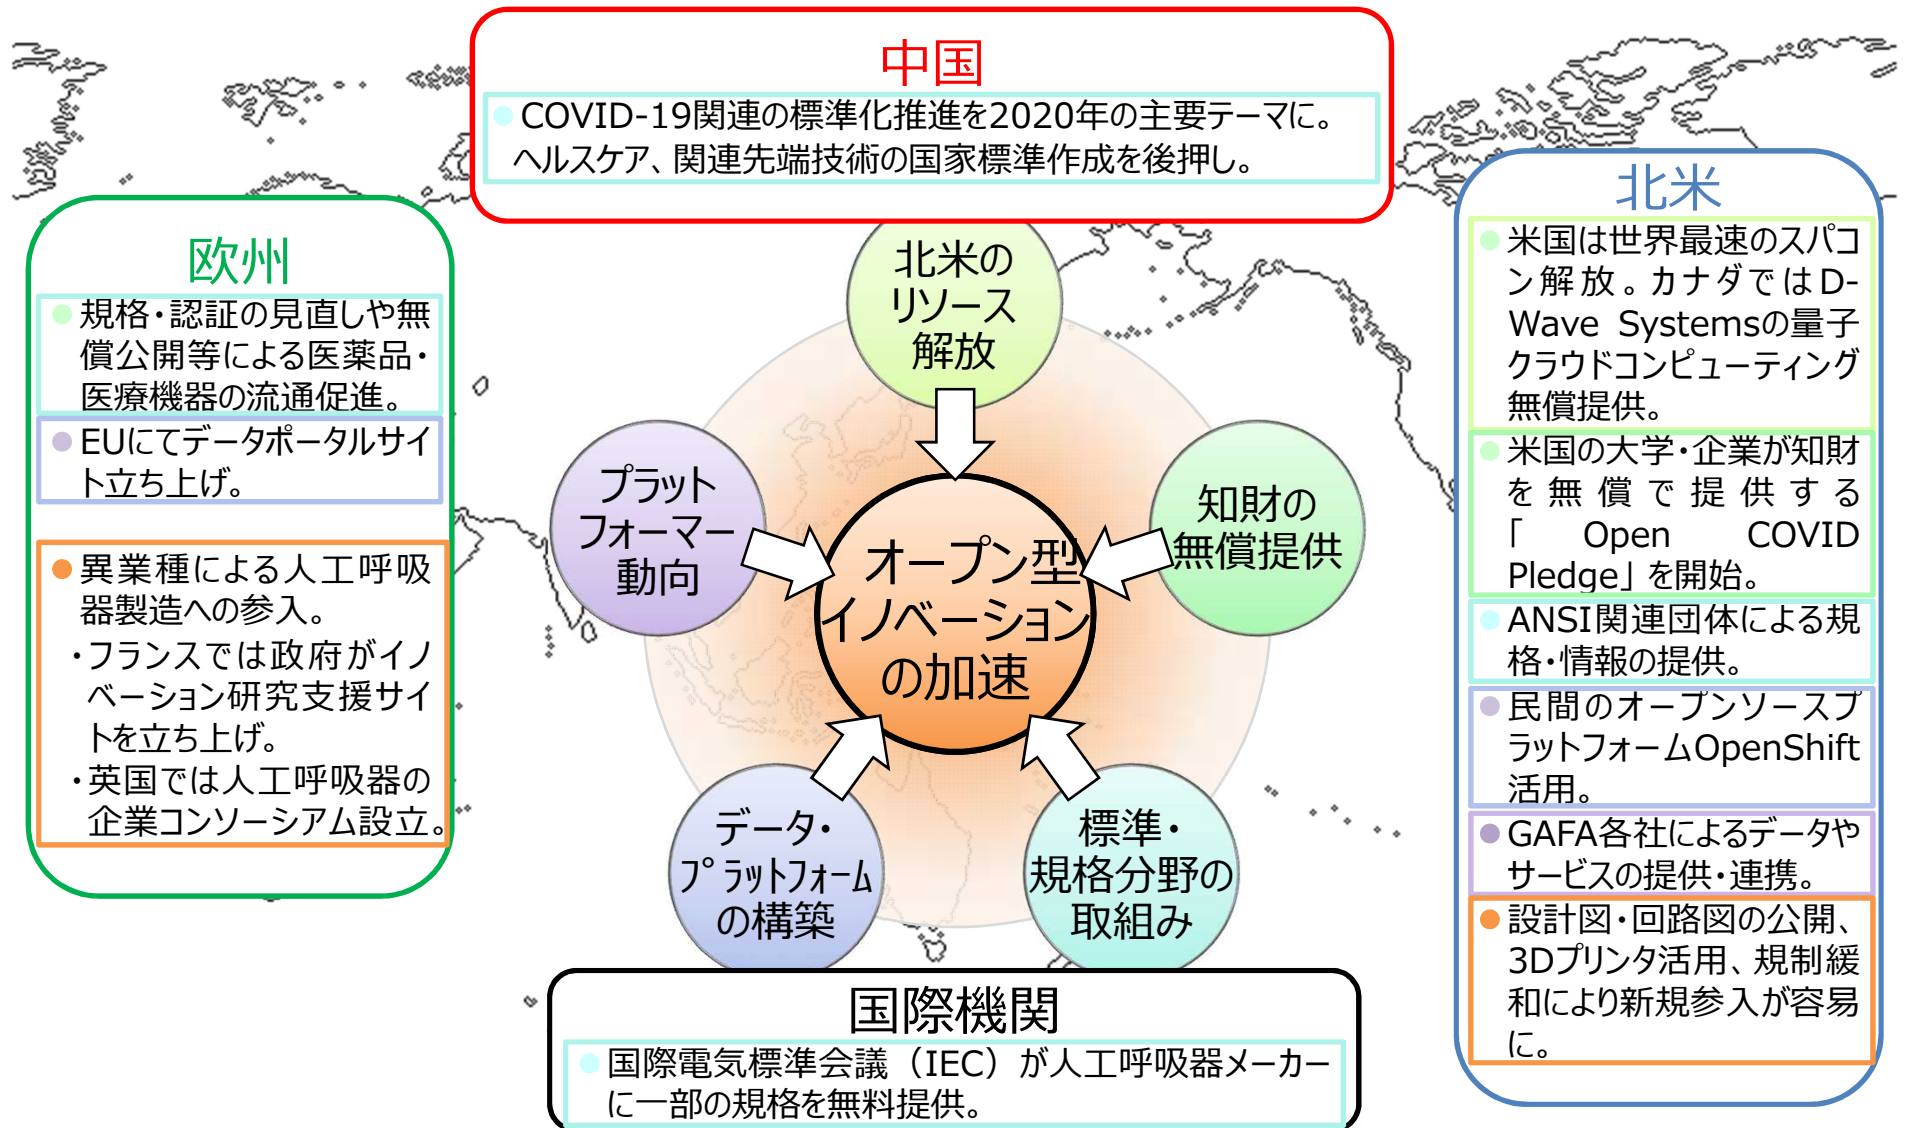 中国
COVID-19関連の標準化推進を2020年の主要テーマに。
ヘルスケア、関連先端技術の国家標準作成を後押し。
欧州
規格・認証の見直しや無
償公開等による医薬品・
医療機器の流通促進。
EUにてデータポータルサイ
ト立ち上げ。
異業種による人工呼吸
器製造への参入。
・フランスでは政府がイノ
ベーション研究支援サイ
トを立ち上げ。
・英国では人工呼吸器の
企業コンソーシアム設立。
北米の
リソース
解放
プラット
フォーマー
動向
知財の
無償提供
オープン型
イノベーション
の加速
データ・
プラットフォーム
の構築
標準・
規格分野の
取組み
北米
米国は世界最速のスパコ
ン解放。カナダではD-
Wave Systemsの量子
クラウドコンピューティング
無償提供。
米国の大学・企業が知財
を無償で提供する
「Open COVID
Pledge」を開始。
ANSI関連団体による規
格・情報の提供。
民間のオープンソースプ
ラットフォームOpenShift
活用。
GAFA各社によるデータや
サービスの提供・連携。
設計図・回路図の公開、
3Dプリンタ活用、規制緩
和により新規参入が容易
に。
国際機関
国際電気標準会議（IEC）が人工呼吸器メーカー
に一部の規格を無料提供。